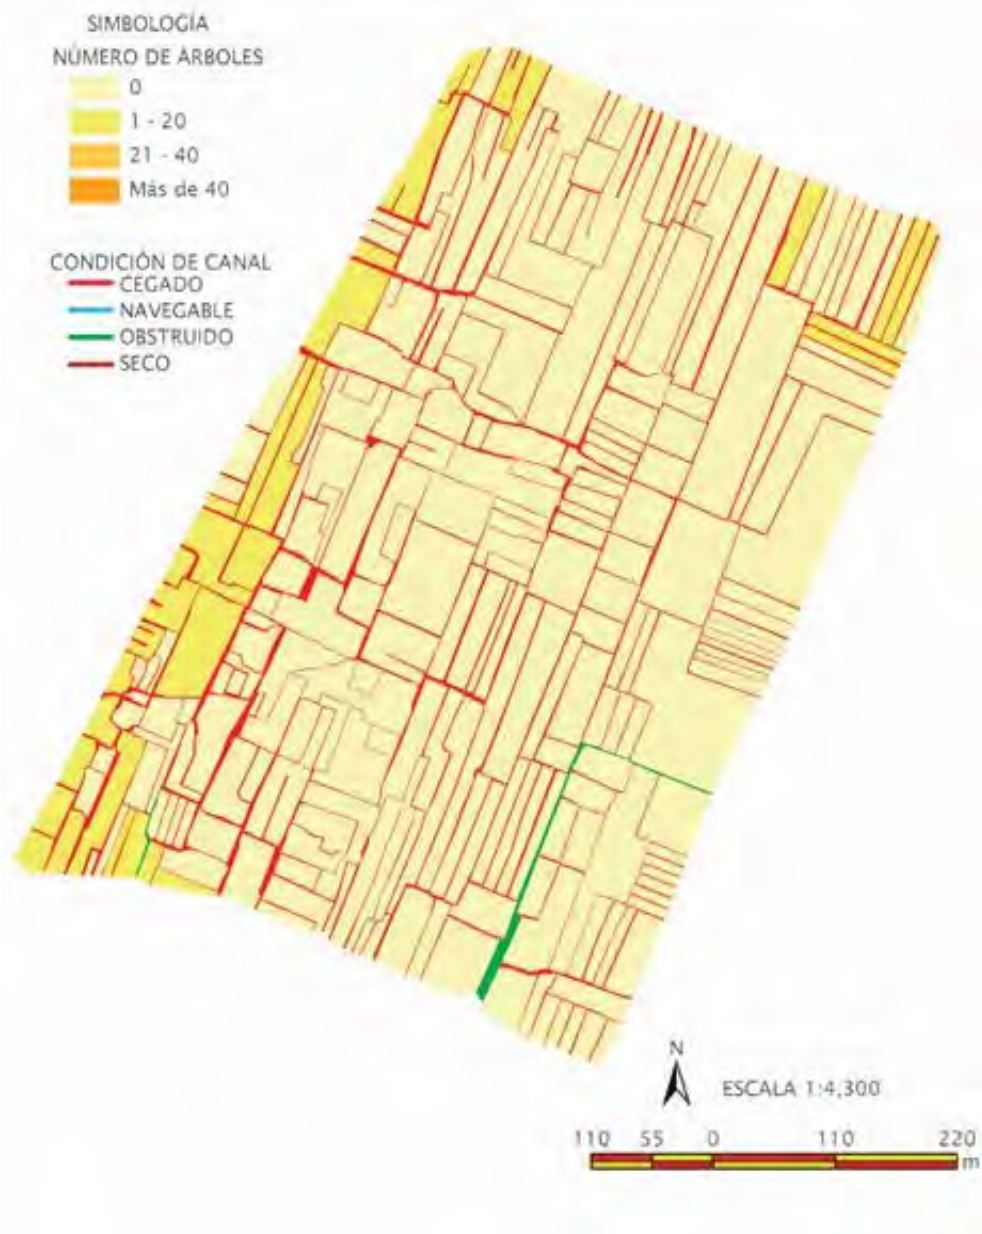 SIMBOLOGÍA
NÚMERO DE ÁRBOLES
0
1 - 20
21 - 40
Más de 40
CONDICIÓN DE CANAL
CEGADO
NAVEGABLE
OBSTRUIDO
SECO
N
ESCALA 1:4,300
110 55 0 110 220
m